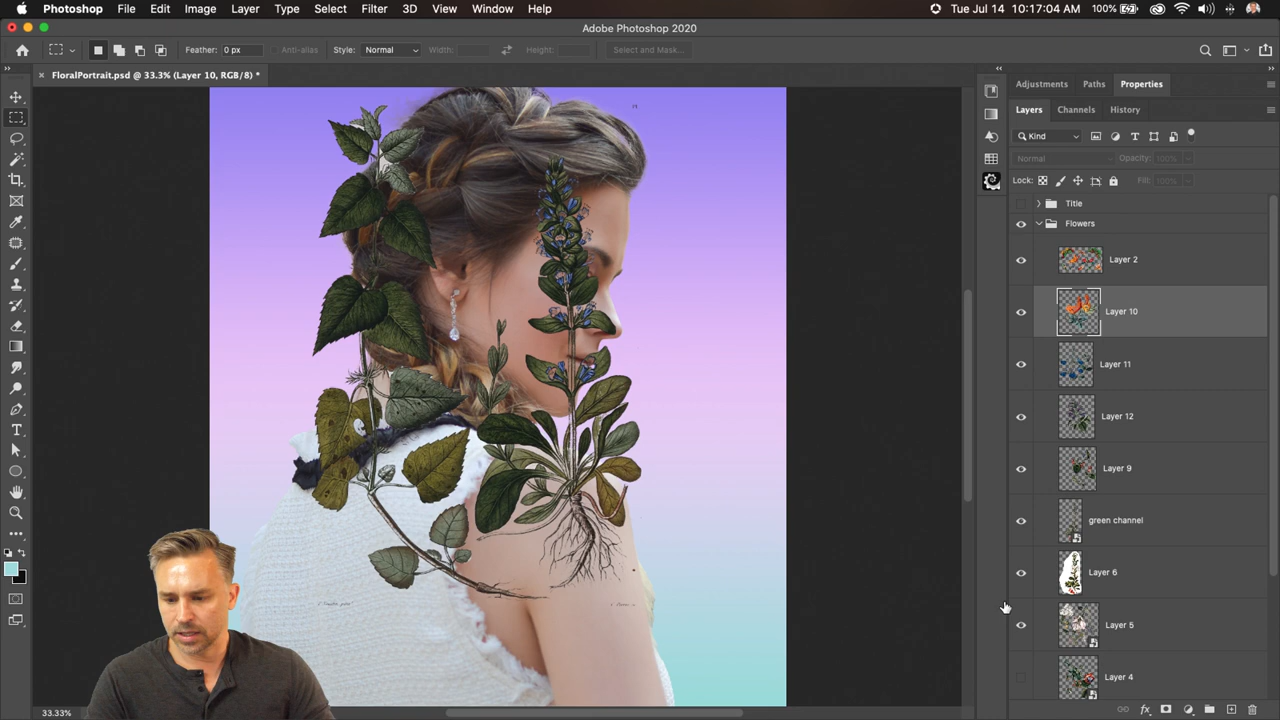 Photoshop File Edit Image Layer Type Select Filter 3D View Window Help 100% Tue Jul 14 10:17:04 AM
Adobe Photoshop 2020
Feather: 0 px Anti-alias Style: Normal Width: Height: Select and Mask...
FloralPortrait.psd @ 33.3% (Layer 10, RGB/8) *
Adjustments Paths Properties
Layers Channels History
Kind
Normal Opacity: 100%
Lock: Fill: 100%
Title
Flowers
Layer 2
Layer 10
Layer 11
Layer 12
Layer 9
green channel
Layer 6
Layer 5
Layer 4
33.33%